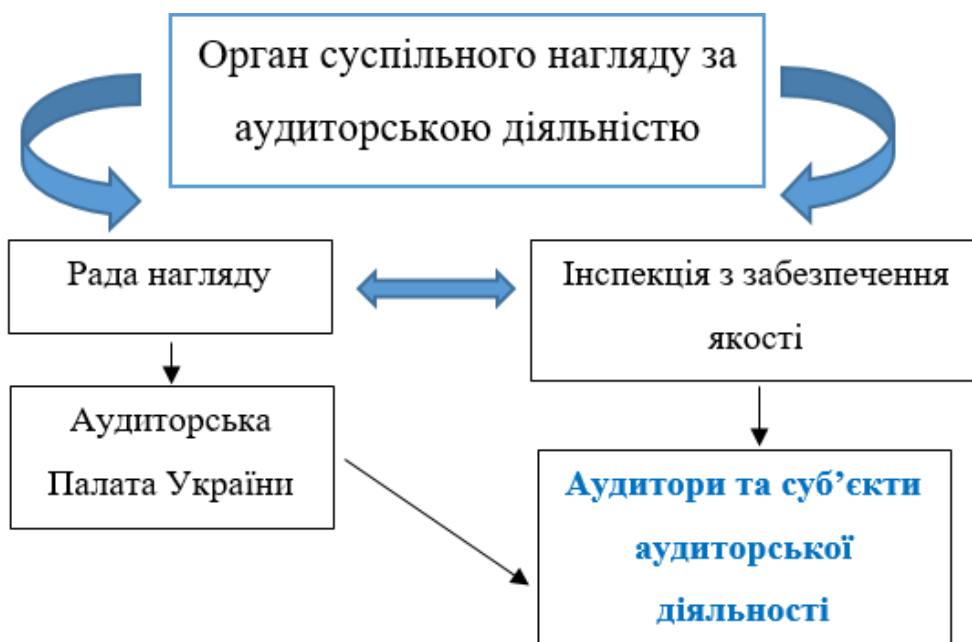 Орган суспільного нагляду за
аудиторською діяльністю
Рада нагляду
Інспекція з забезпечення
якості
Аудиторська
Палата України
Аудитори та суб’єкти
аудиторської
діяльності